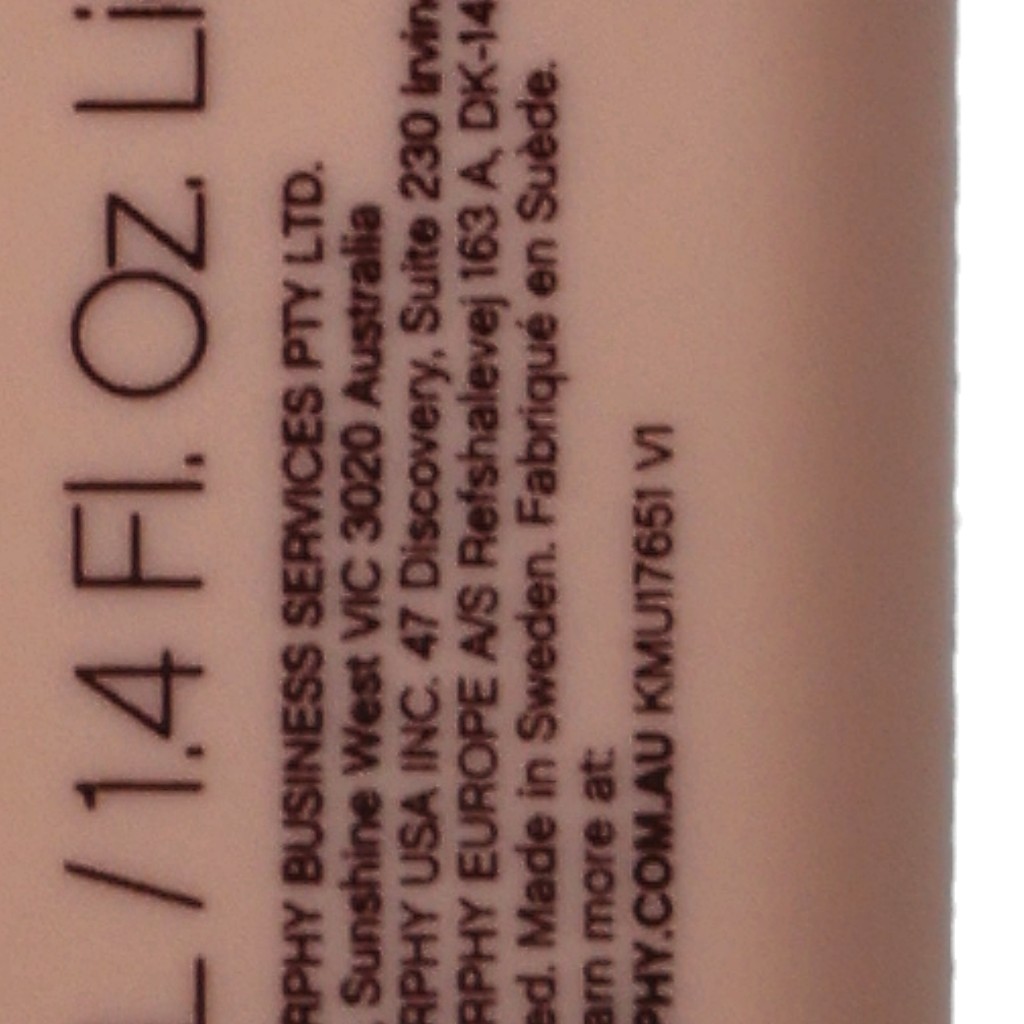 L / 1.4 Fl. Oz. Li
RPHY BUSINESS SERVICES PTY LTD.
Sunshine West VIC 3020 Australia
RPHY USA INC. 47 Discovery, Suite 230 Irvin
RPHY EUROPE A/S Refshalevej 163 A, DK-14
ed. Made in Sweden. Fabriqué en Suède.
arn more at:
PHY.COM.AU KMU17651 V1